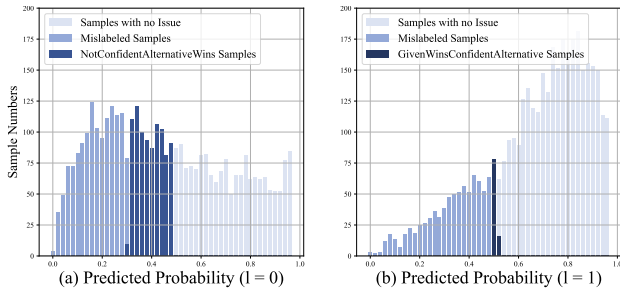 200
175
150
125
100
75
50
25
0
Sample Numbers
Samples with no Issue
Mislabeled Samples
NotConfidentAlternativeWins Samples
0.0 0.2 0.4 0.6 0.8 1.0
(a) Predicted Probability (l = 0)
200
175
150
125
100
75
50
25
0
Samples with no Issue
Mislabeled Samples
GivenWinsConfidentAlternative Samples
0.0 0.2 0.4 0.6 0.8 1.0
(b) Predicted Probability (l = 1)